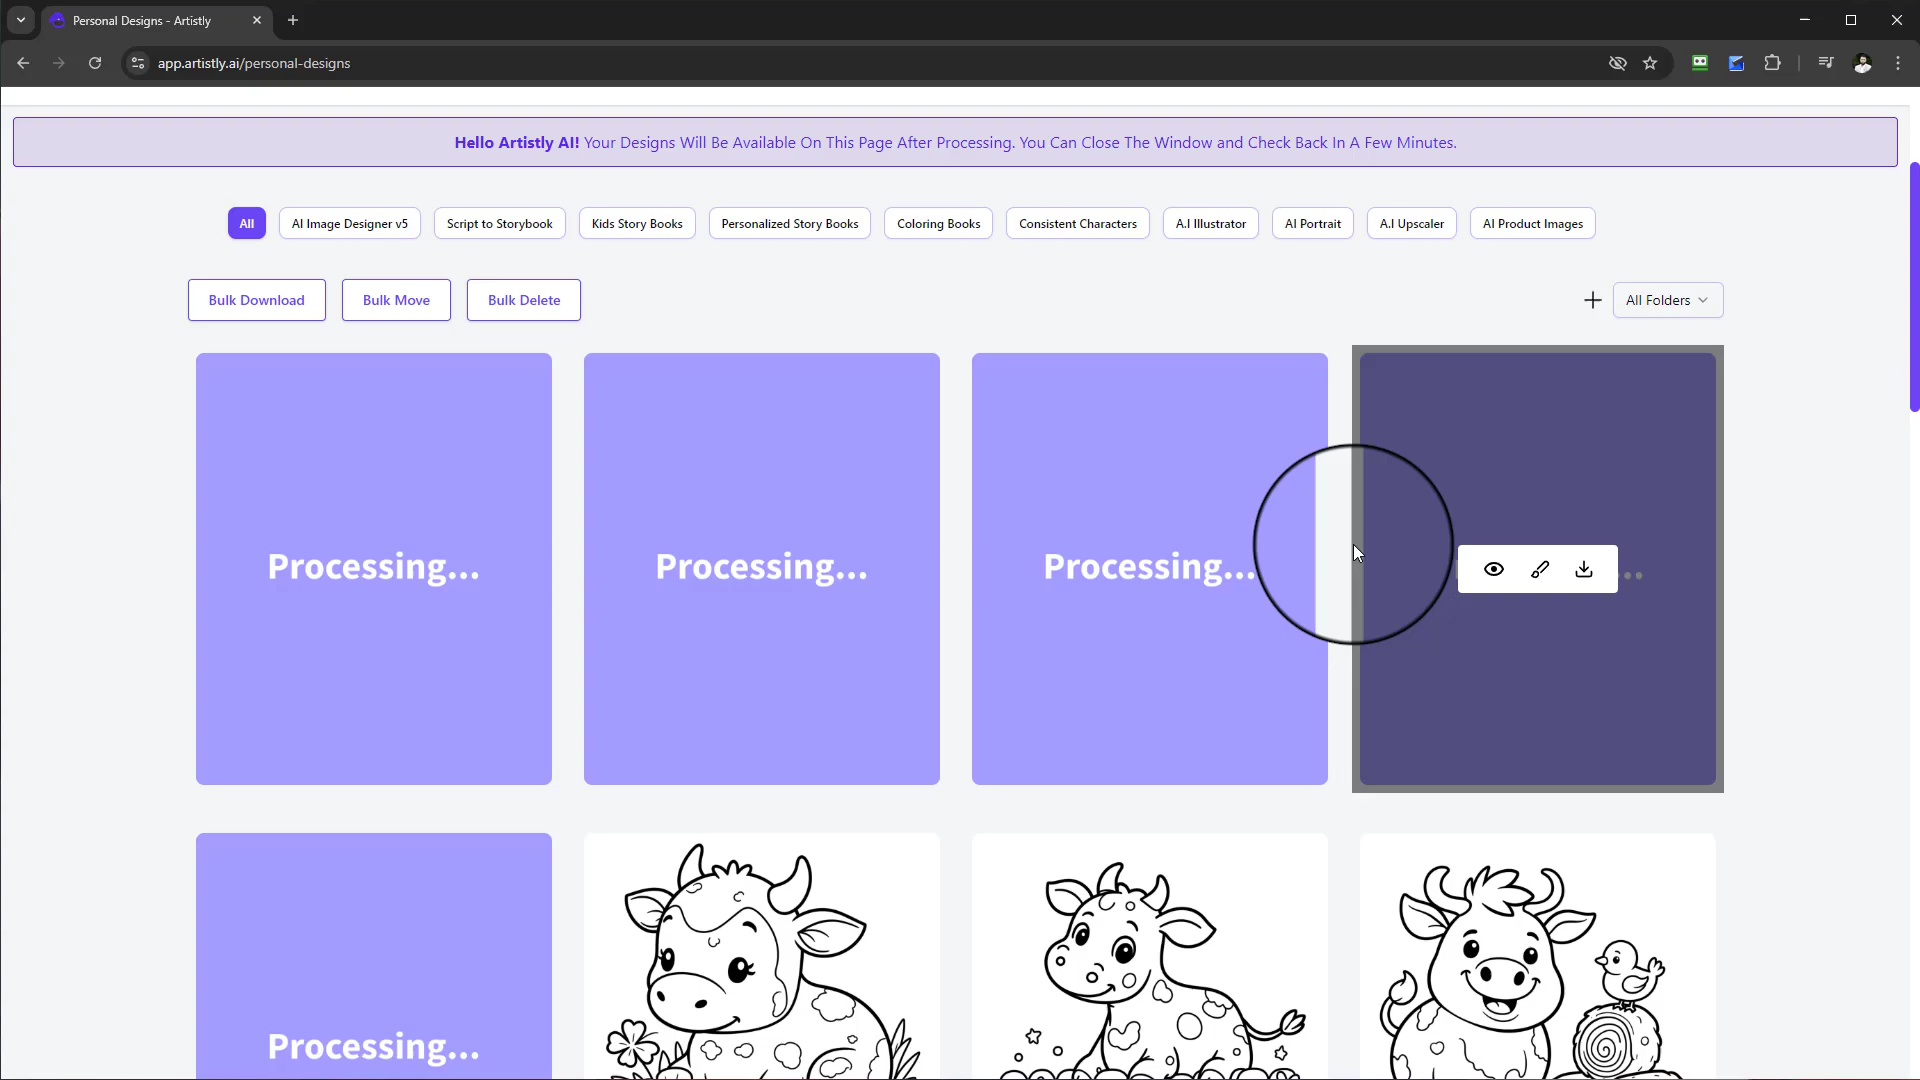 Personal Designs - Artistly
app.artistly.ai/personal-designs
Hello Artistly AI! Your Designs Will Be Available On This Page After Processing. You Can Close The Window and Check Back In A Few Minutes.
All
AI Image Designer v5
Script to Storybook
Kids Story Books
Personalized Story Books
Coloring Books
Consistent Characters
A.I Illustrator
AI Portrait
A.I Upscaler
AI Product Images
Bulk Download
Bulk Move
Bulk Delete
All Folders
Processing...
Processing...
Processing...
Processing...